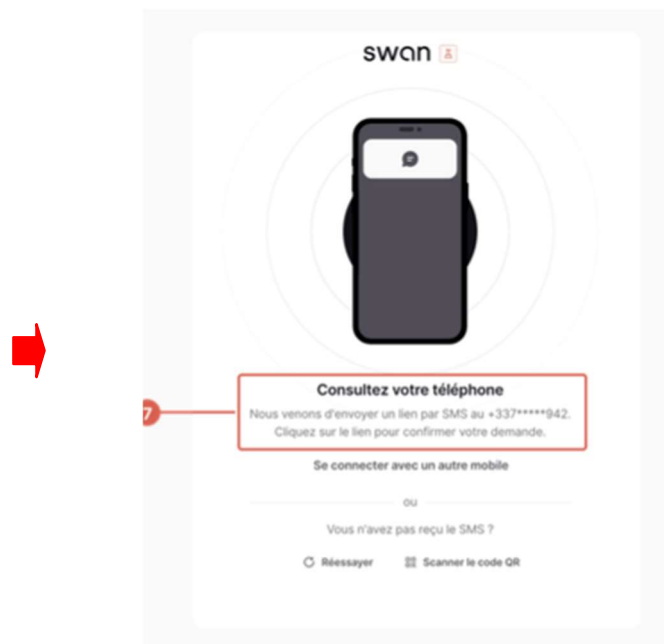 swan
Consultez votre téléphone
7
Nous venons d'envoyer un lien par SMS au +337*****942.
Cliquez sur le lien pour confirmer votre demande.
Se connecter avec un autre mobile
ou
Vous n'avez pas reçu le SMS ?
Réessayer Scanner le code QR